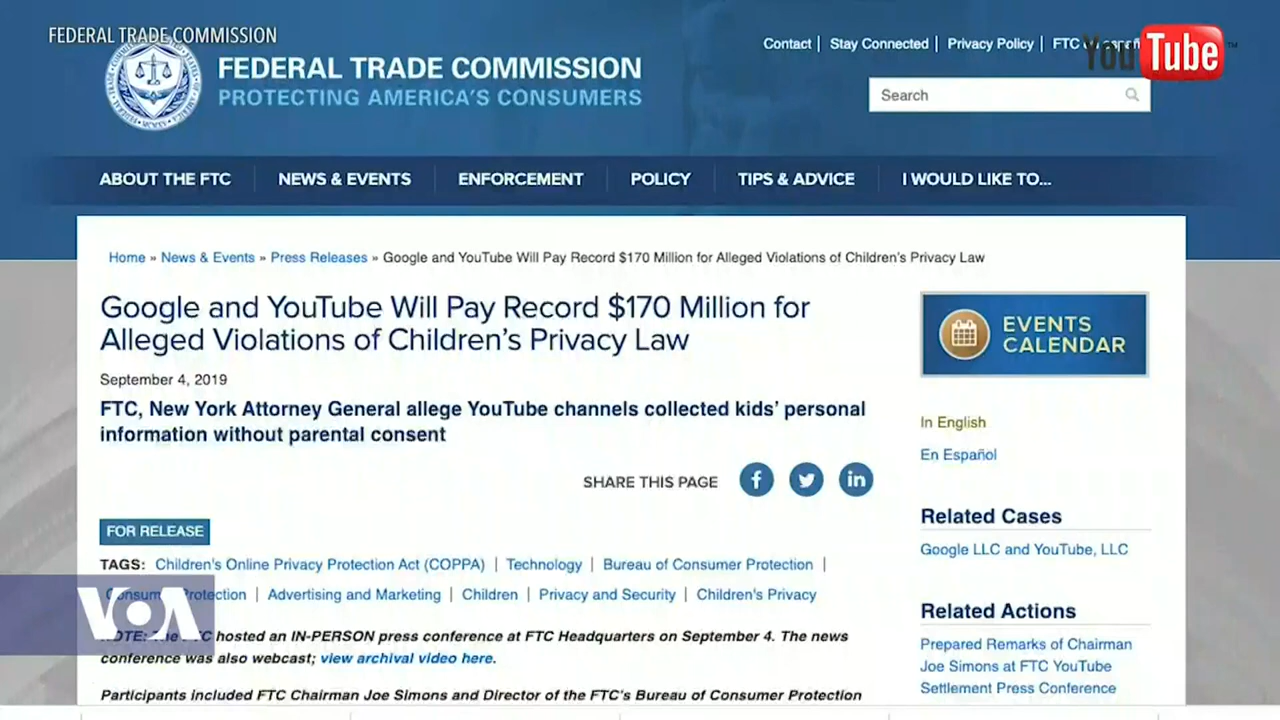 FEDERAL TRADE COMMISSION
YouTube
FEDERAL TRADE COMMISSION
PROTECTING AMERICA'S CONSUMERS
Contact | Stay Connected | Privacy Policy | FTC
Search
ABOUT THE FTC
NEWS & EVENTS
ENFORCEMENT
POLICY
TIPS & ADVICE
I WOULD LIKE TO...
Home » News & Events » Press Releases » Google and YouTube Will Pay Record $170 Million for Alleged Violations of Children's Privacy Law
Google and YouTube Will Pay Record $170 Million for
Alleged Violations of Children's Privacy Law
September 4, 2019
FTC, New York Attorney General allege YouTube channels collected kids' personal
information without parental consent
SHARE THIS PAGE
FOR RELEASE
TAGS: Children's Online Privacy Protection Act (COPPA) | Technology | Bureau of Consumer Protection |
Protection | Advertising and Marketing | Children | Privacy and Security | Children's Privacy
VOA
hosted an IN-PERSON press conference at FTC Headquarters on September 4. The news
conference was also webcast; view archival video here.
Participants included FTC Chairman Joe Simons and Director of the FTC's Bureau of Consumer Protection
EVENTS
CALENDAR
In English
En Español
Related Cases
Google LLC and YouTube, LLC
Related Actions
Prepared Remarks of Chairman
Joe Simons at FTC YouTube
Settlement Press Conference